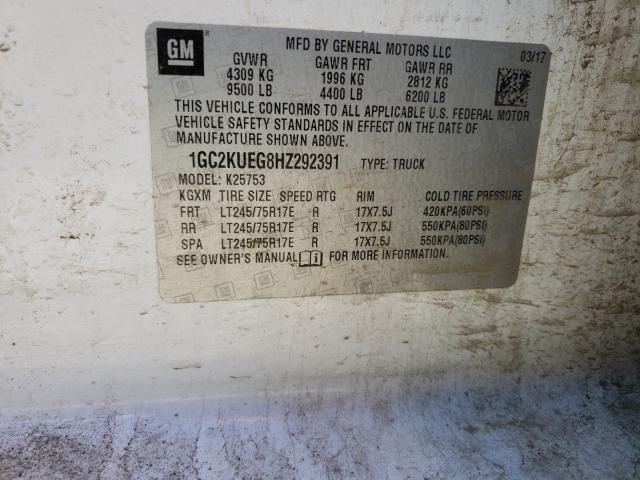 GM MFD BY GENERAL MOTORS LLC 03/17
GVWR GAWR FRT GAWR RR
4309 KG 1996 KG 2812 KG
9500 LB 4400 LB 6200 LB
THIS VEHICLE CONFORMS TO ALL APPLICABLE U.S. FEDERAL MOTOR
VEHICLE SAFETY STANDARDS IN EFFECT ON THE DATE OF
MANUFACTURE SHOWN ABOVE.
1GC2KUEG8HZ292391 TYPE: TRUCK
MODEL: K25753
KGXM TIRE SIZE SPEED RTG RIM COLD TIRE PRESSURE
FRT LT245/75R17E R 17X7.5J 420KPA(60PSI)
RR LT245/75R17E R 17X7.5J 550KPA(80PSI)
SPA LT245/75R17E R 17X7.5J 550KPA(80PSI)
SEE OWNER'S MANUAL FOR MORE INFORMATION.